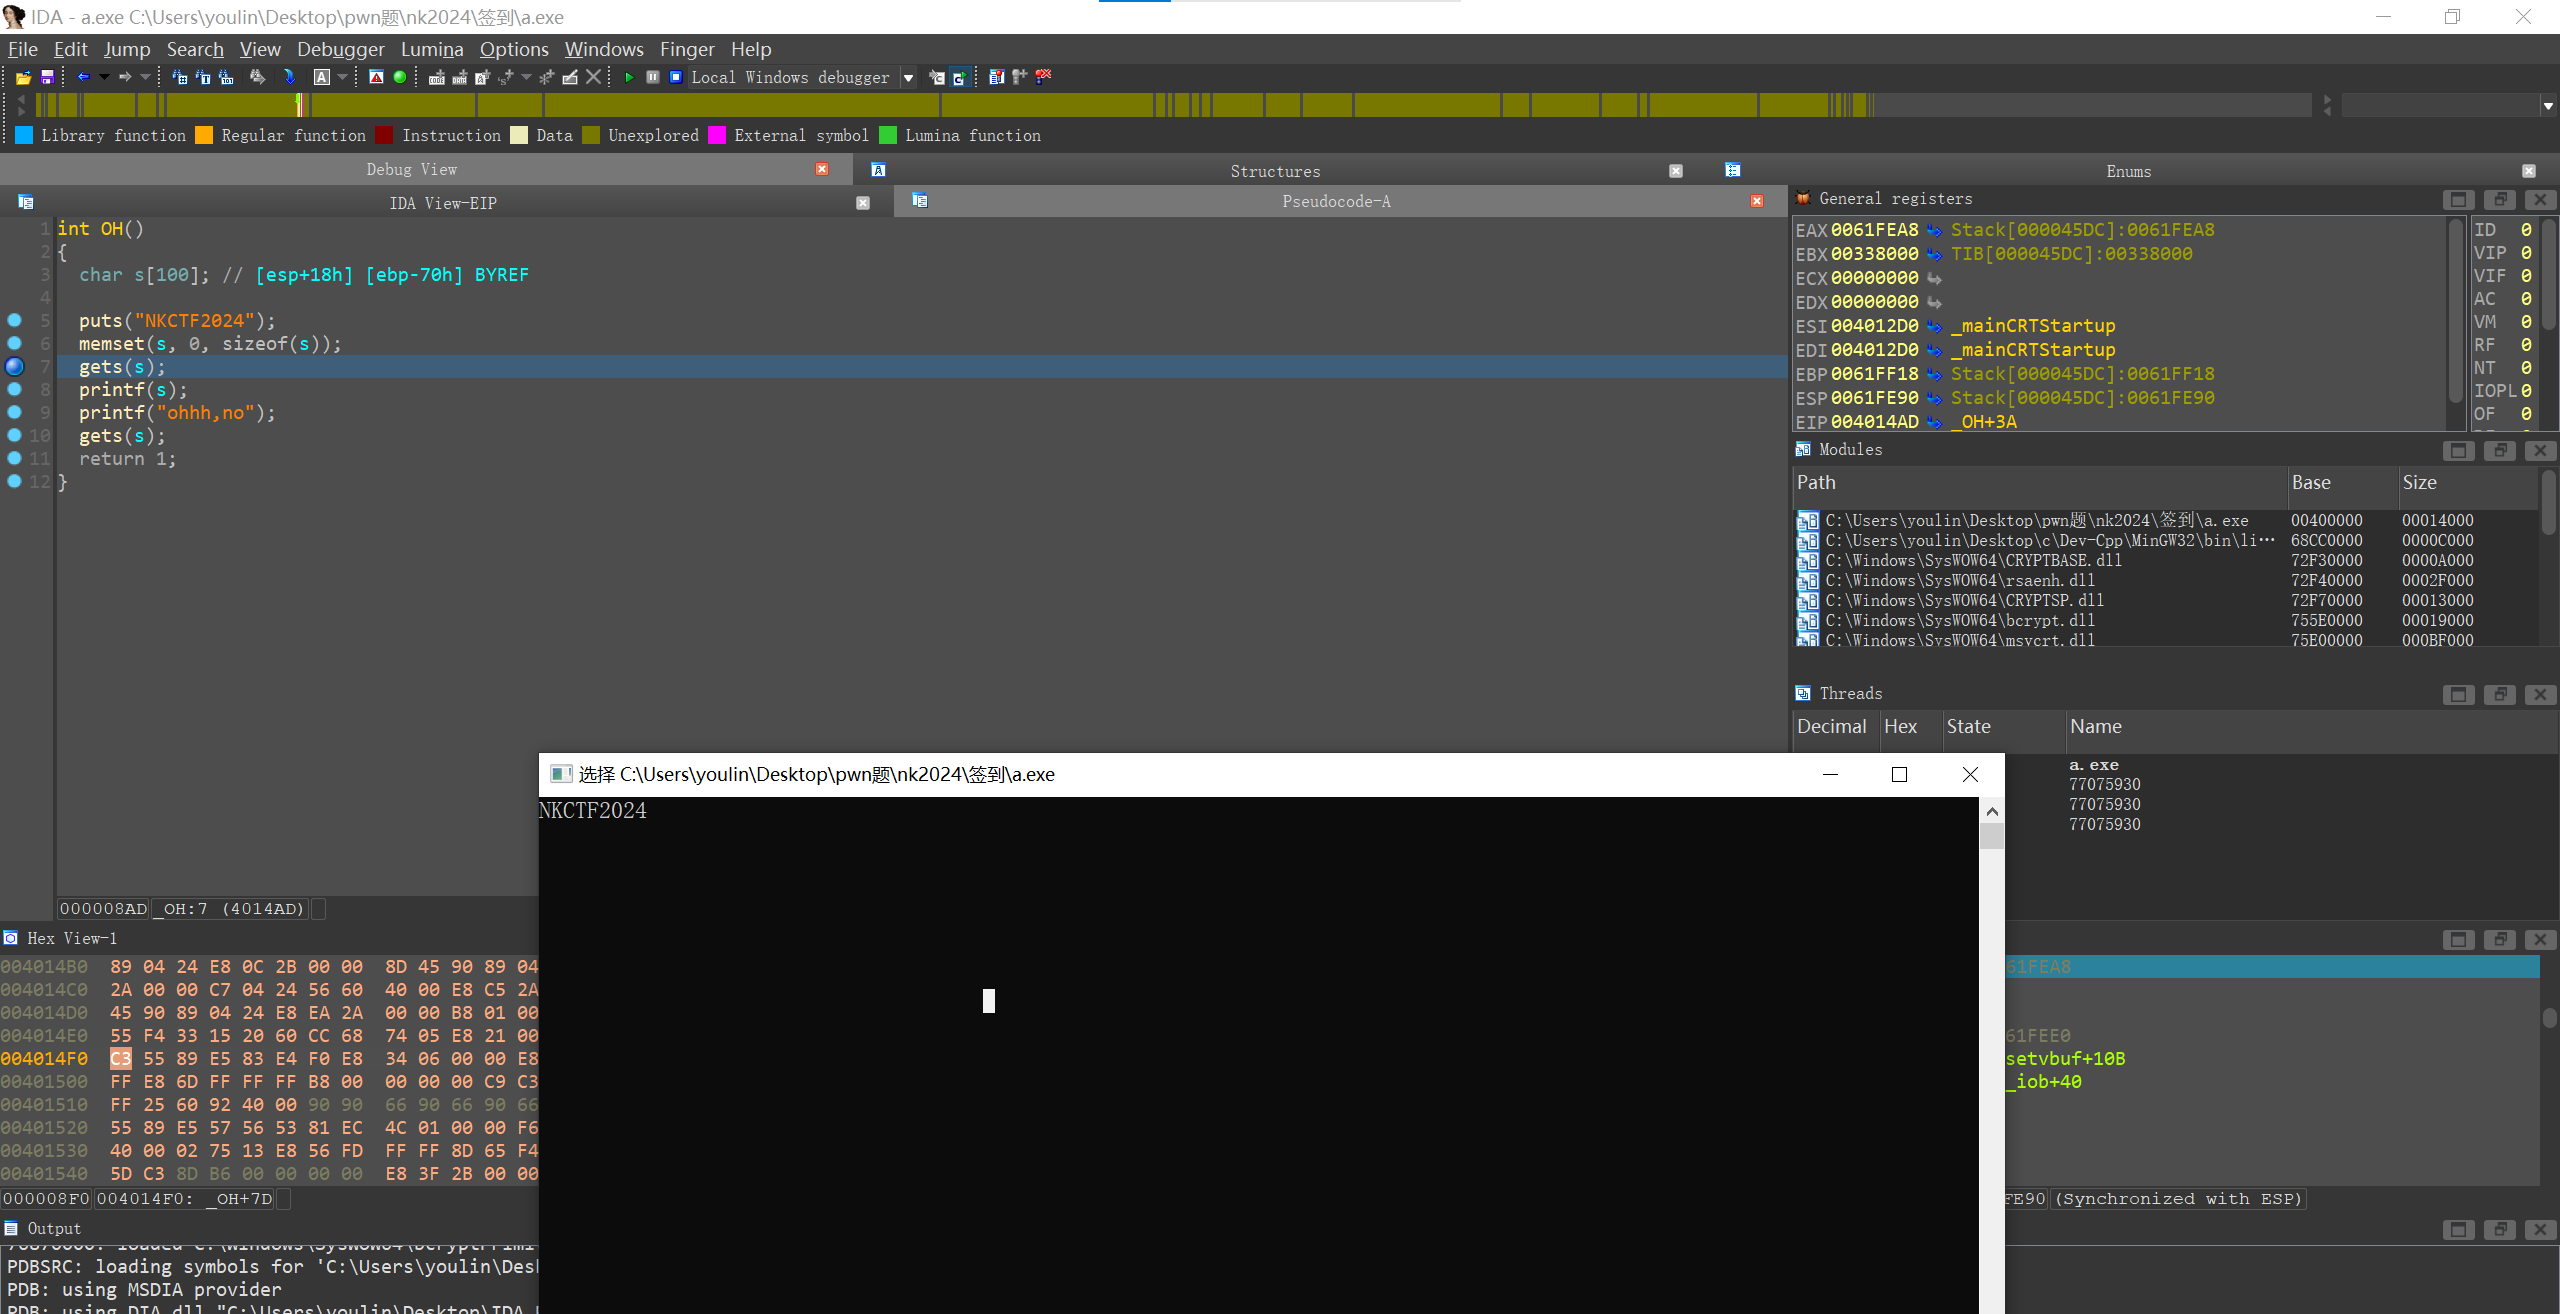 IDA - a.exe C:\Users\youlin\Desktop\pwn题\nk2024\签到\a.exe
File Edit Jump Search View Debugger Lumina Options Windows Finger Help
Local Windows debugger
Library function Regular function Instruction Data Unexplored External symbol Lumina function
Debug View Structures Enums
IDA View-EIP Pseudocode-A
1 int OH()
2 {
3 char s[100]; // [esp+18h] [ebp-70h] BYREF
4
5 puts("NKCTF2024");
6 memset(s, 0, sizeof(s));
7 gets(s);
8 printf(s);
9 printf("ohhh,no");
10 gets(s);
11 return 1;
12 }
000008AD _OH:7 (4014AD)
General registers
EAX 0061FEA8 Stack[000045DC]:0061FEA8
EBX 00338000 TIB[000045DC]:00338000
ECX 00000000
EDX 00000000
ESI 004012D0 _mainCRTStartup
EDI 004012D0 _mainCRTStartup
EBP 0061FF18 Stack[000045DC]:0061FF18
ESP 0061FE90 Stack[000045DC]:0061FE90
EIP 004014AD _OH+3A
ID 0
VIP 0
VIF 0
AC 0
VM 0
RF 0
NT 0
IOPL 0
OF 0
Modules
Path Base Size
C:\Users\youlin\Desktop\pwn题\nk2024\签到\a.exe 00400000 00014000
C:\Users\youlin\Desktop\c\Dev-Cpp\MinGW32\bin\li… 68CC0000 0000C000
C:\Windows\SysWOW64\CRYPTBASE.dll 72F30000 0000A000
C:\Windows\SysWOW64\rsaenh.dll 72F40000 0002F000
C:\Windows\SysWOW64\CRYPTSP.dll 72F70000 00013000
C:\Windows\SysWOW64\bcrypt.dll 755E0000 00019000
C:\Windows\SysWOW64\msvcrt.dll 75E00000 000BF000
Threads
Decimal Hex State Name
a.exe
77075930
77075930
77075930
选择 C:\Users\youlin\Desktop\pwn题\nk2024\签到\a.exe
NKCTF2024
Hex View-1
004014B0 89 04 24 E8 0C 2B 00 00 8D 45 90 89 04
004014C0 2A 00 00 C7 04 24 56 60 40 00 E8 C5 2A
004014D0 45 90 89 04 24 E8 EA 2A 00 00 B8 01 00
004014E0 55 F4 33 15 20 60 CC 68 74 05 E8 21 00
004014F0 C3 55 89 E5 83 E4 F0 E8 34 06 00 00 E8
00401500 FF E8 6D FF FF FF B8 00 00 00 00 C9 C3
00401510 FF 25 60 92 40 00 90 90 66 90 66 90 66
00401520 55 89 E5 57 56 53 81 EC 4C 01 00 00 F6
00401530 40 00 02 75 13 E8 56 FD FF FF 8D 65 F4
00401540 5D C3 8D B6 00 00 00 00 E8 3F 2B 00 00
000008F0 004014F0: _OH+7D
61FEA8
61FEE0
setvbuf+10B
_iob+40
FE90 (Synchronized with ESP)
Output
PDBSRC: loading symbols for 'C:\Users\youlin\Des
PDB: using MSDIA provider
PDB: using DIA dll "C:\Users\youlin\Desktop\IDA